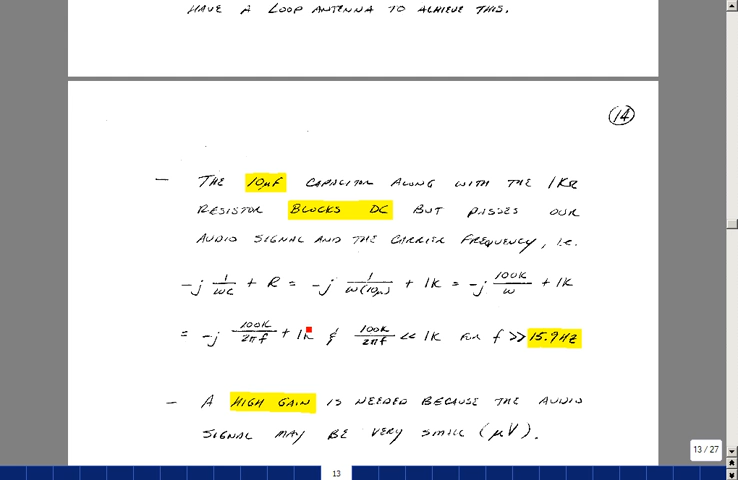 HAVE A LOOP ANTENNA TO ACHIEVE THIS.
14
— THE 10μF CAPACITOR ALONG WITH THE 1KΩ
RESISTOR BLOCKS DC BUT PASSES OUR
AUDIO SIGNAL AND THE CARRIER FREQUENCY, I.E.
-j 1/ωC + R = -j 1/ω(10μ) + 1K = -j 100K/ω + 1K
= -j 100K/2πf + 1K & 100K/2πf << 1K FOR f >> 15.9HZ
— A HIGH GAIN IS NEEDED BECAUSE THE AUDIO
SIGNAL MAY BE VERY SMALL (μV).
13 / 27
13